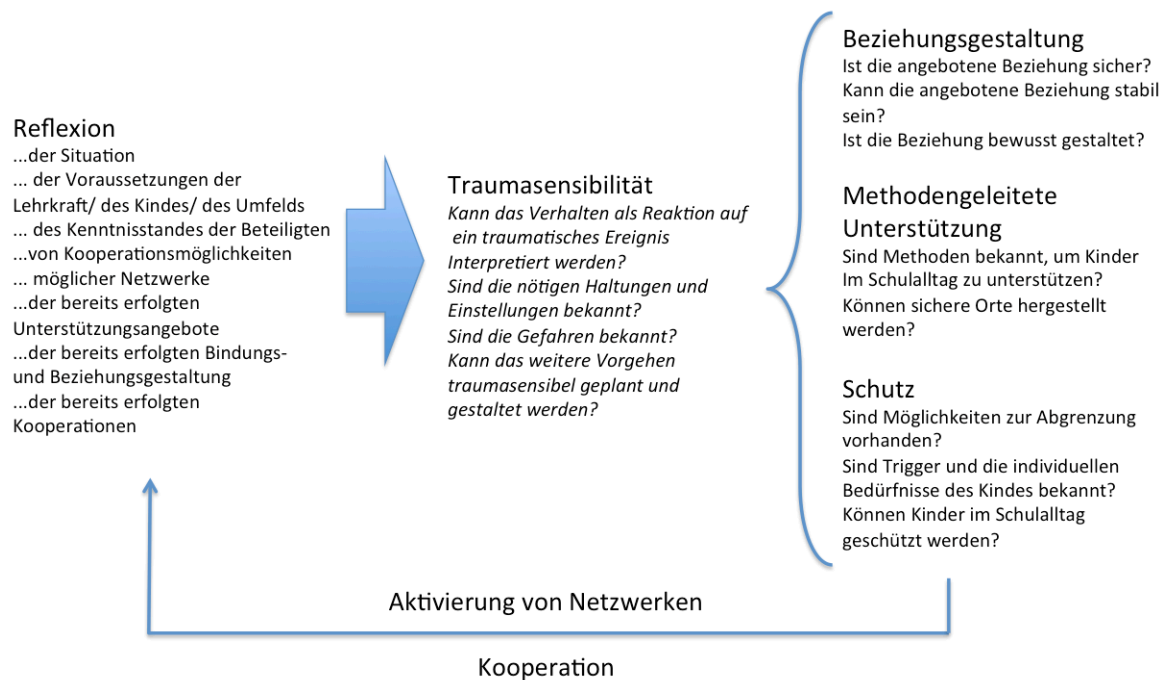 Reflexion
...der Situation
... der Voraussetzungen der
Lehrkraft/ des Kindes/ des Umfelds
... des Kenntnisstandes der Beteiligten
...von Kooperationsmöglichkeiten
... möglicher Netzwerke
...der bereits erfolgten
Unterstützungsangebote
...der bereits erfolgten Bindungs-
und Beziehungsgestaltung
...der bereits erfolgten
Kooperationen
Traumasensibilität
Kann das Verhalten als Reaktion auf
ein traumatisches Ereignis
Interpretiert werden?
Sind die nötigen Haltungen und
Einstellungen bekannt?
Sind die Gefahren bekannt?
Kann das weitere Vorgehen
traumasensibel geplant und
gestaltet werden?
Beziehungsgestaltung
Ist die angebotene Beziehung sicher?
Kann die angebotene Beziehung stabil
sein?
Ist die Beziehung bewusst gestaltet?
Methodengeleitete
Unterstützung
Sind Methoden bekannt, um Kinder
Im Schulalltag zu unterstützen?
Können sichere Orte hergestellt
werden?
Schutz
Sind Möglichkeiten zur Abgrenzung
vorhanden?
Sind Trigger und die individuellen
Bedürfnisse des Kindes bekannt?
Können Kinder im Schulalltag
geschützt werden?
Aktivierung von Netzwerken
Kooperation